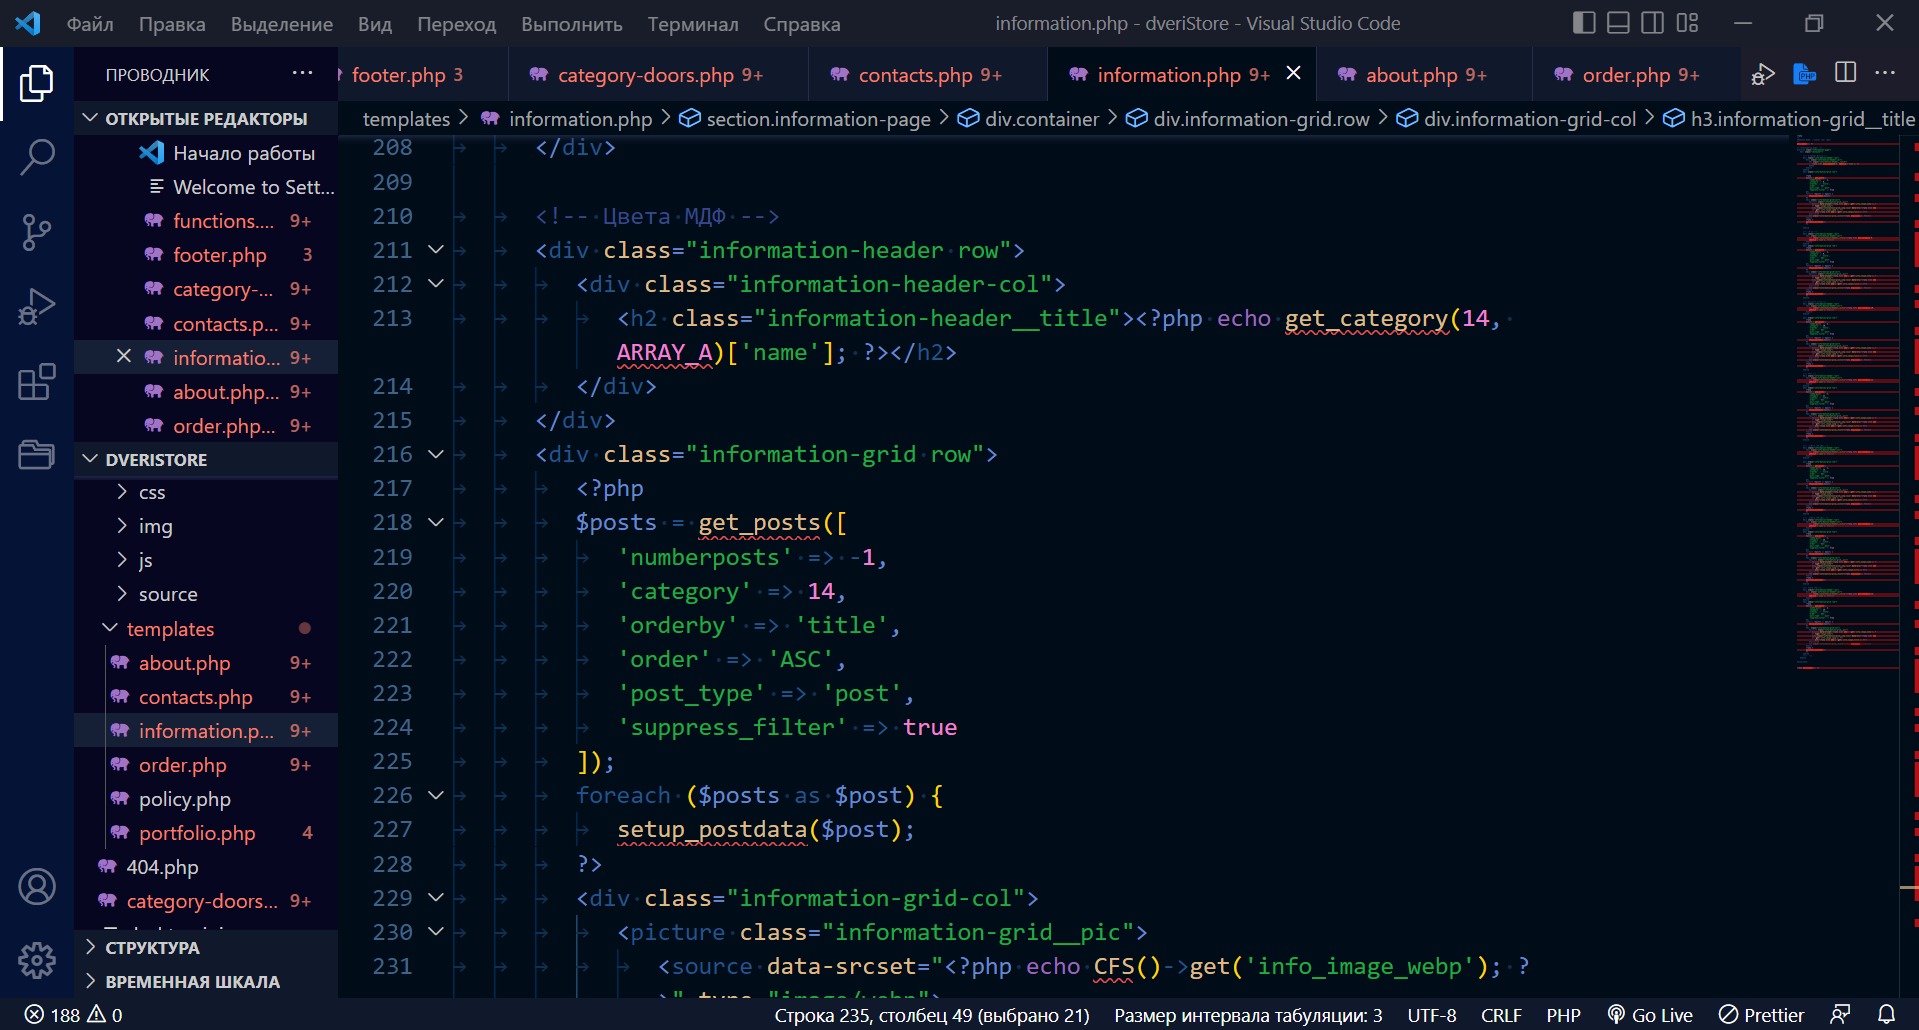 Файл Правка Выделение Вид Переход Выполнить Терминал Справка information.php - dveriStore - Visual Studio Code
ПРОВОДНИК ...
footer.php 3 category-doors.php 9+ contacts.php 9+ information.php 9+ about.php 9+ order.php 9+
templates > information.php > section.information-page > div.container > div.information-grid.row > div.information-grid-col > h3.information-grid__title
ОТКРЫТЫЕ РЕДАКТОРЫ
Начало работы
Welcome to Sett...
functions.... 9+
footer.php 3
category-... 9+
contacts.p... 9+
informatio... 9+
about.php... 9+
order.php... 9+
DVERISTORE
css
img
js
source
templates
about.php 9+
contacts.php 9+
information.p... 9+
order.php 9+
policy.php
portfolio.php 4
404.php
category-doors... 9+
СТРУКТУРА
ВРЕМЕННАЯ ШКАЛА
208 </div>
209
210 <!-- Цвета МДФ -->
211 <div class="information-header row">
212 <div class="information-header-col">
213 <h2 class="information-header__title"><?php echo get_category(14,
ARRAY_A)['name']; ?></h2>
214 </div>
215 </div>
216 <div class="information-grid row">
217 <?php
218 $posts = get_posts([
219 'numberposts' => -1,
220 'category' => 14,
221 'orderby' => 'title',
222 'order' => 'ASC',
223 'post_type' => 'post',
224 'suppress_filter' => true
225 ]);
226 foreach ($posts as $post) {
227 setup_postdata($post);
228 ?>
229 <div class="information-grid-col">
230 <picture class="information-grid__pic">
231 <source data-srcset="<?php echo CFS()->get('info_image_webp'); ?
>" type="image/webp">
188 0 Строка 235, столбец 49 (выбрано 21) Размер интервала табуляции: 3 UTF-8 CRLF PHP Go Live Prettier